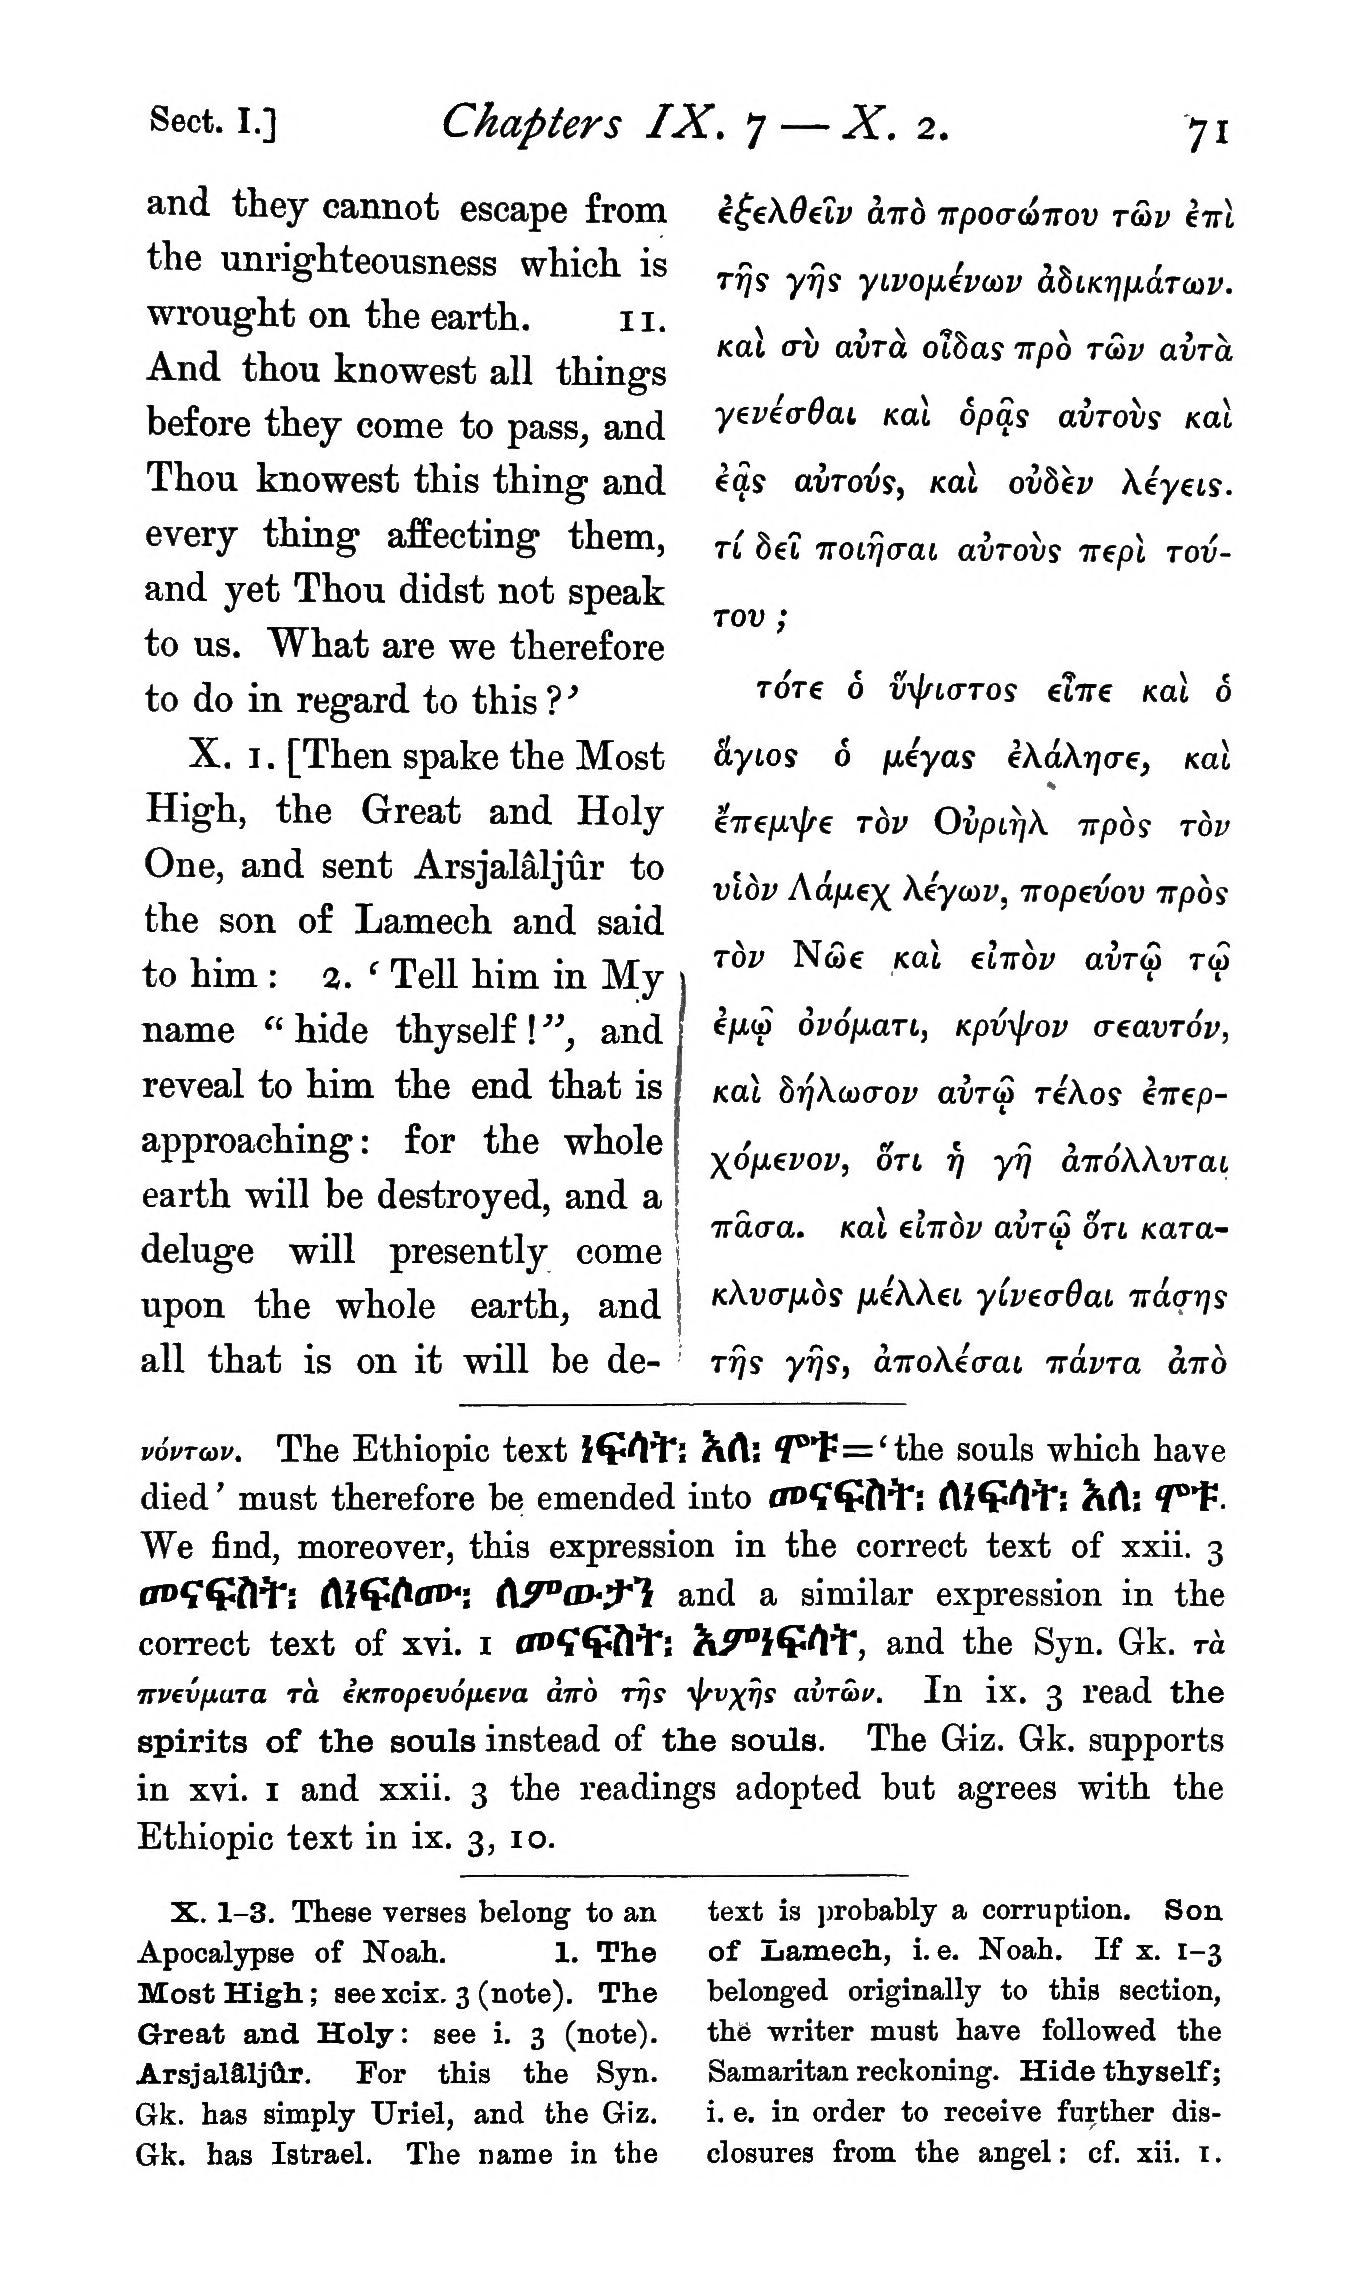 Sect. I.] Chapters IX. 7 — X. 2. 71
and they cannot escape from
the unrighteousness which is
wrought on the earth. 11.
And thou knowest all things
before they come to pass, and
Thou knowest this thing and
every thing affecting them,
and yet Thou didst not speak
to us. What are we therefore
to do in regard to this?’
X. 1. [Then spake the Most
High, the Great and Holy
One, and sent Arsjalâljûr to
the son of Lamech and said
to him: 2. ‘Tell him in My
name “hide thyself!”, and
reveal to him the end that is
approaching: for the whole
earth will be destroyed, and a
deluge will presently come
upon the whole earth, and
all that is on it will be de-
ἐξελθεῖν ἀπὸ προσώπου τῶν ἐπὶ
τῆς γῆς γινομένων ἀδικημάτων.
καὶ σὺ αὐτὰ οἶδας πρὸ τῶν αὐτὰ
γενέσθαι καὶ ὁρᾷς αὐτοὺς καὶ
ἐᾷς αὐτούς, καὶ οὐδὲν λέγεις.
τί δεῖ ποιῆσαι αὐτοὺς περὶ τού-
του ;
τότε ὁ ὕψιστος εἶπε καὶ ὁ
ἅγιος ὁ μέγας ἐλάλησε, καὶ
ἔπεμψε τὸν Οὐριὴλ πρὸς τὸν
υἱὸν Λάμεχ λέγων, πορεύου πρὸς
τὸν Νῶε καὶ εἰπὸν αὐτῷ τῷ
ἐμῷ ὀνόματι, κρύψον σεαυτόν,
καὶ δήλωσον αὐτῷ τέλος ἐπερ-
χόμενον, ὅτι ἡ γῆ ἀπόλλυται
πᾶσα. καὶ εἰπὸν αὐτῷ ὅτι κατα-
κλυσμὸς μέλλει γίνεσθαι πάσης
τῆς γῆς, ἀπολέσαι πάντα ἀπὸ
νόντων. The Ethiopic text ነፍሳት፡ እለ፡ ሞቱ=‘the souls which have
died’ must therefore be emended into መናፍስት፡ ለነፍሳት፡ እለ፡ ሞቱ.
We find, moreover, this expression in the correct text of xxii. 3
መናፍስት፡ ለነፍሶሙ፡ ለምዉታን and a similar expression in the
correct text of xvi. 1 መናፍስት፡ እምነፍሳት, and the Syn. Gk. τὰ
πνεύματα τὰ ἐκπορευόμενα ἀπὸ τῆς ψυχῆς αὐτῶν. In ix. 3 read the
spirits of the souls instead of the souls. The Giz. Gk. supports
in xvi. 1 and xxii. 3 the readings adopted but agrees with the
Ethiopic text in ix. 3, 10.
X. 1–3. These verses belong to an
Apocalypse of Noah. 1. The
Most High; see xcix. 3 (note). The
Great and Holy: see i. 3 (note).
Arsjalâljûr. For this the Syn.
Gk. has simply Uriel, and the Giz.
Gk. has Istrael. The name in the
text is probably a corruption. Son
of Lamech, i. e. Noah. If x. 1–3
belonged originally to this section,
the writer must have followed the
Samaritan reckoning. Hide thyself;
i. e. in order to receive further dis-
closures from the angel: cf. xii. 1.